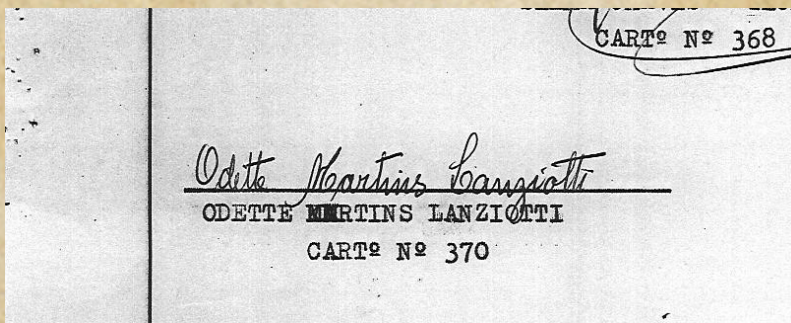 CARTº Nº 368
Odette Martins Lanziotti
ODETTE MARTINS LANZIOTTI
CARTº Nº 370